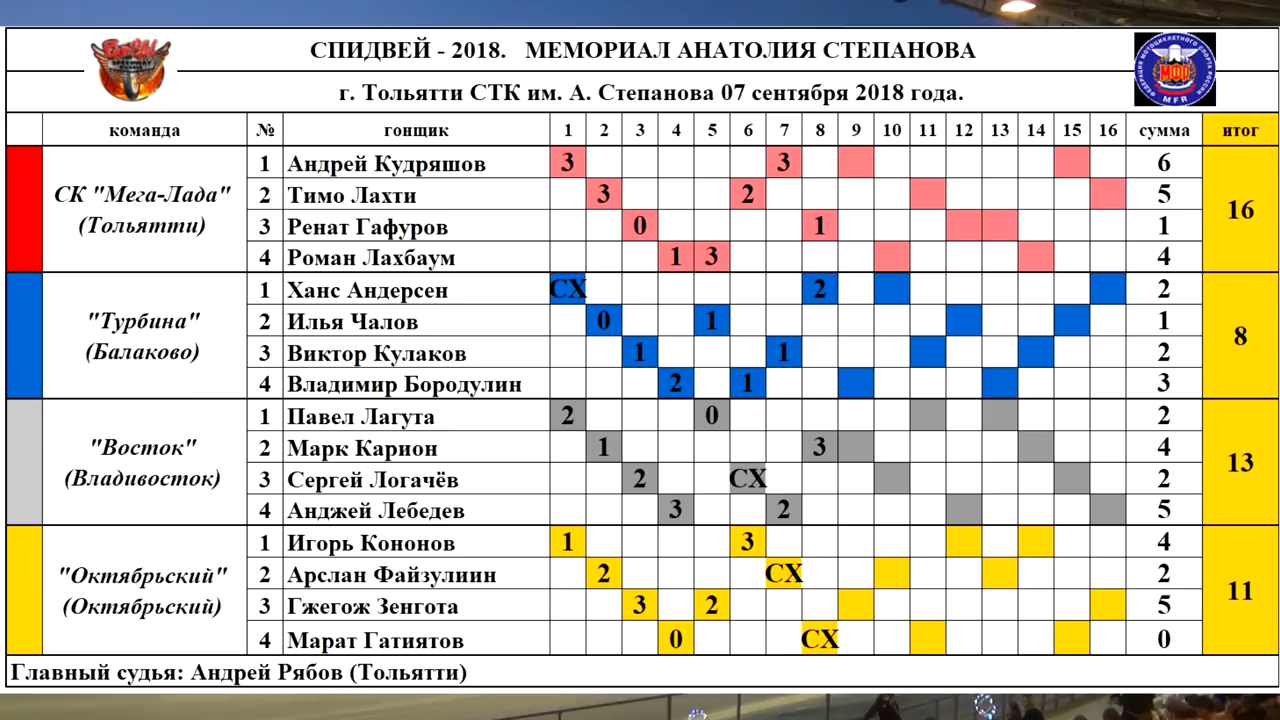 СПИДВЕЙ - 2018. МЕМОРИАЛ АНАТОЛИЯ СТЕПАНОВА
г. Тольятти СТК им. А. Степанова 07 сентября 2018 года.
команда № гонщик 1 2 3 4 5 6 7 8 9 10 11 12 13 14 15 16 сумма итог
СК "Мега-Лада" (Тольятти) 16
1 Андрей Кудряшов 3 3 6
2 Тимо Лахти 3 2 5
3 Ренат Гафуров 0 1 1
4 Роман Лахбаум 1 3 4
"Турбина" (Балаково) 8
1 Ханс Андерсен СХ 2 2
2 Илья Чалов 0 1 1
3 Виктор Кулаков 1 1 2
4 Владимир Бородулин 2 1 3
"Восток" (Владивосток) 13
1 Павел Лагута 2 0 2
2 Марк Карион 1 3 4
3 Сергей Логачёв 2 СХ 2
4 Анджей Лебедев 3 2 5
"Октябрьский" (Октябрьский) 11
1 Игорь Кононов 1 3 4
2 Арслан Файзулиин 2 СХ 2
3 Гжегож Зенгота 3 2 5
4 Марат Гатиятов 0 СХ 0
Главный судья: Андрей Рябов (Тольятти)
МФР
MFR